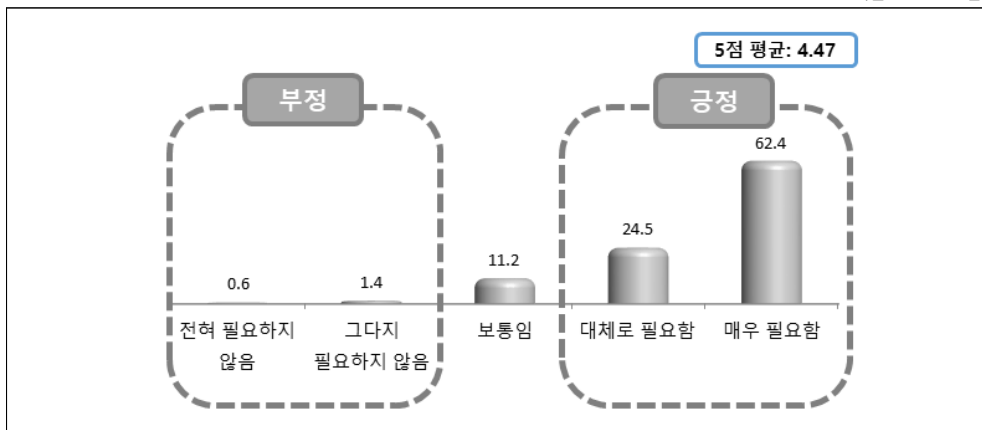 5점 평균: 4.47
부정
긍정
62.4
24.5
11.2
1.4
0.6
전혀 필요하지
않음
그다지
필요하지 않음
보통임
대체로 필요함
매우 필요함